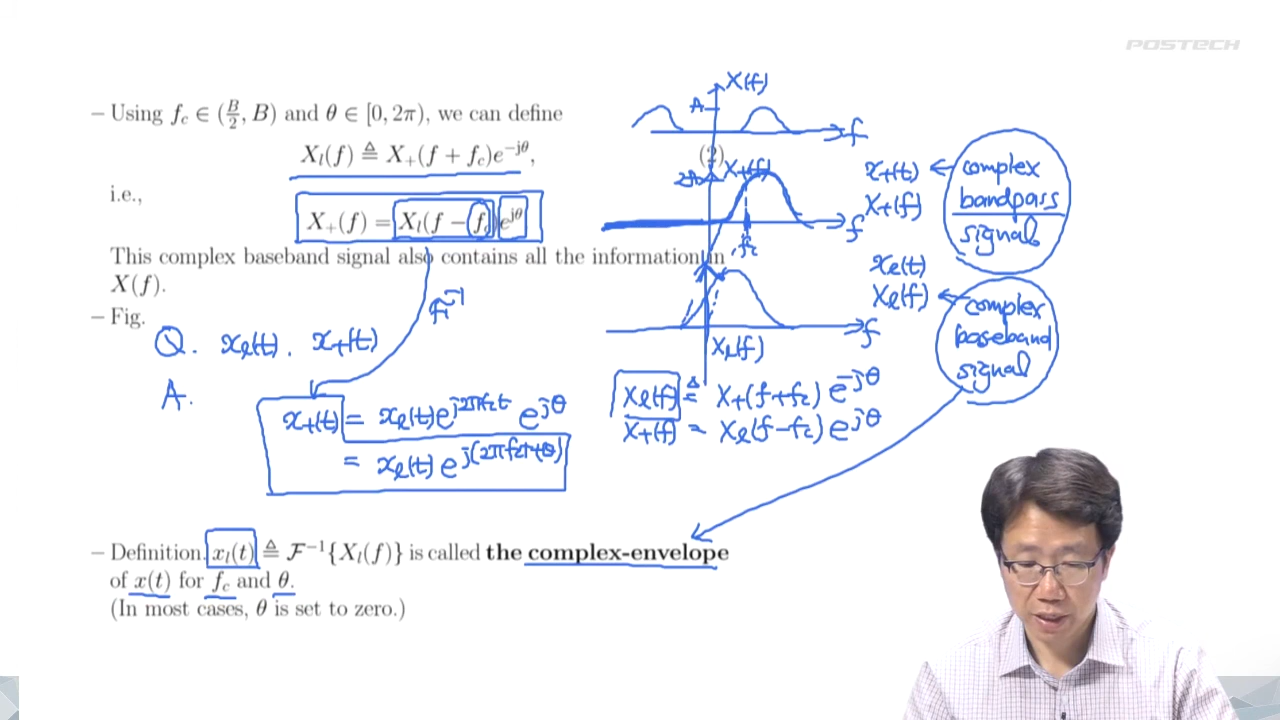 POSTECH
– Using f_c ∈ (B/2, B) and θ ∈ [0, 2π), we can define
X_l(f) ≜ X_+(f + f_c)e^{-jθ}, (2)
i.e.,
X_+(f) = X_l(f − f_c)e^{jθ}
This complex baseband signal also contains all the information in
X(f).
– Fig.
Q. x_l(t). x_+(t)
F^{-1}
A.
x_+(t) = x_l(t)e^{j2πf_ct} e^{jθ}
= x_l(t) e^{j(2πf_ct+θ)}
X(f)
A
f
X_+(f)
2A
f_c
f
f
X_l(f)
X_l(f) ≜ X_+(f+f_c) e^{-jθ}
X_+(f) = X_l(f-f_c) e^{jθ}
x_+(t) ← complex
X_+(f) bandpass
signal
x_l(t)
X_l(f) ← complex
baseband
signal
– Definition. x_l(t) ≜ F^{-1}{X_l(f)} is called the complex-envelope
of x(t) for f_c and θ.
(In most cases, θ is set to zero.)